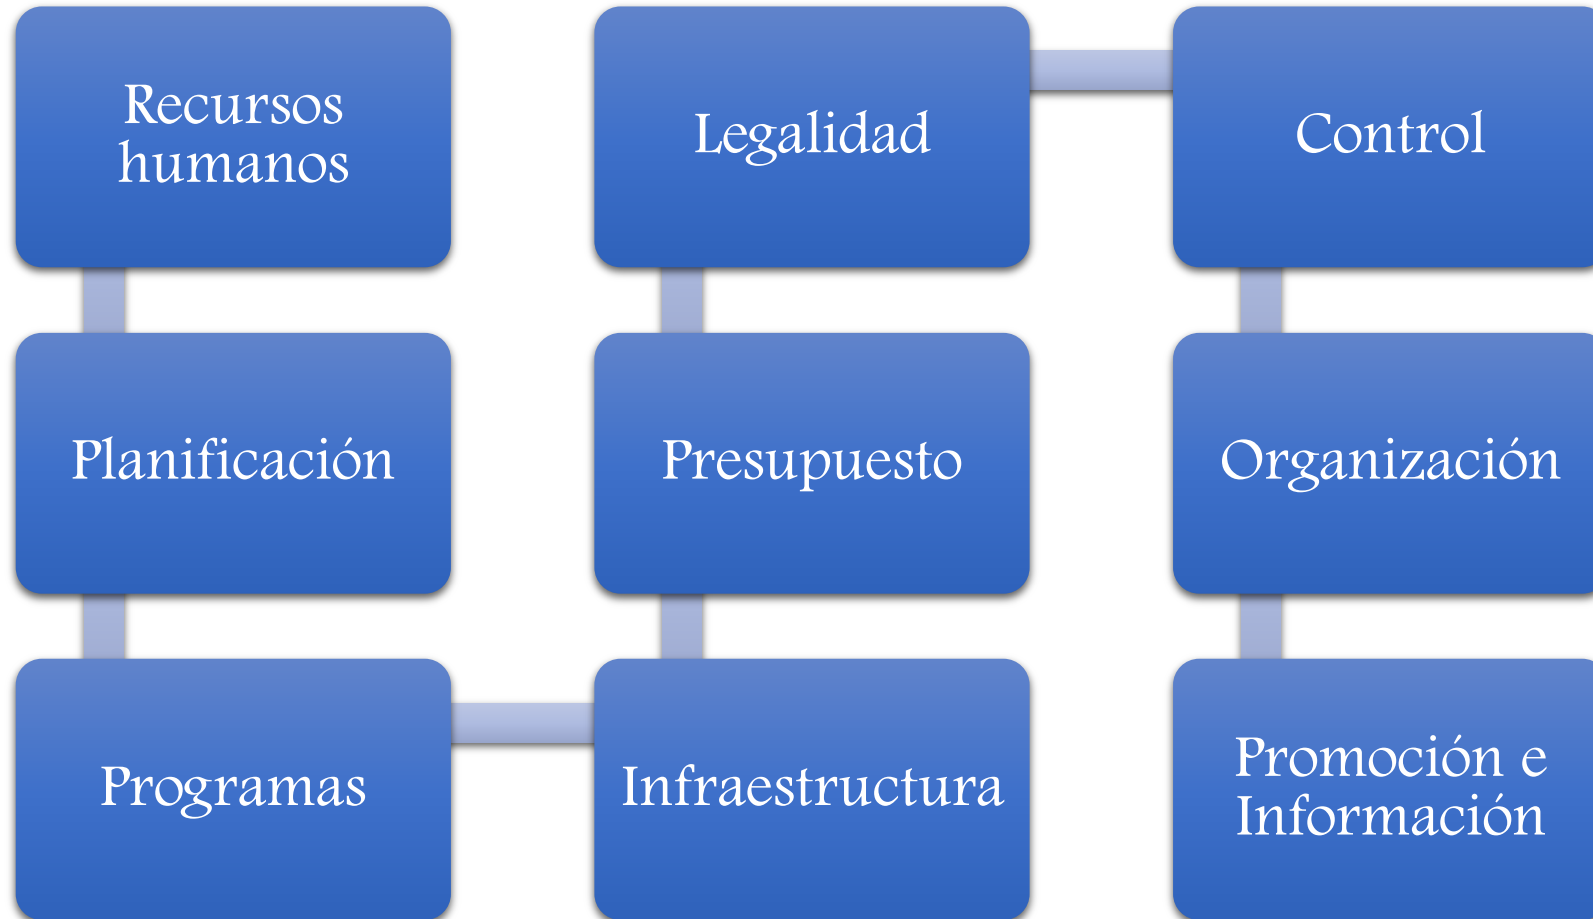 Recursos
humanos
Planificación
Programas
Infraestructura
Presupuesto
Legalidad
Control
Organización
Promoción e
Información